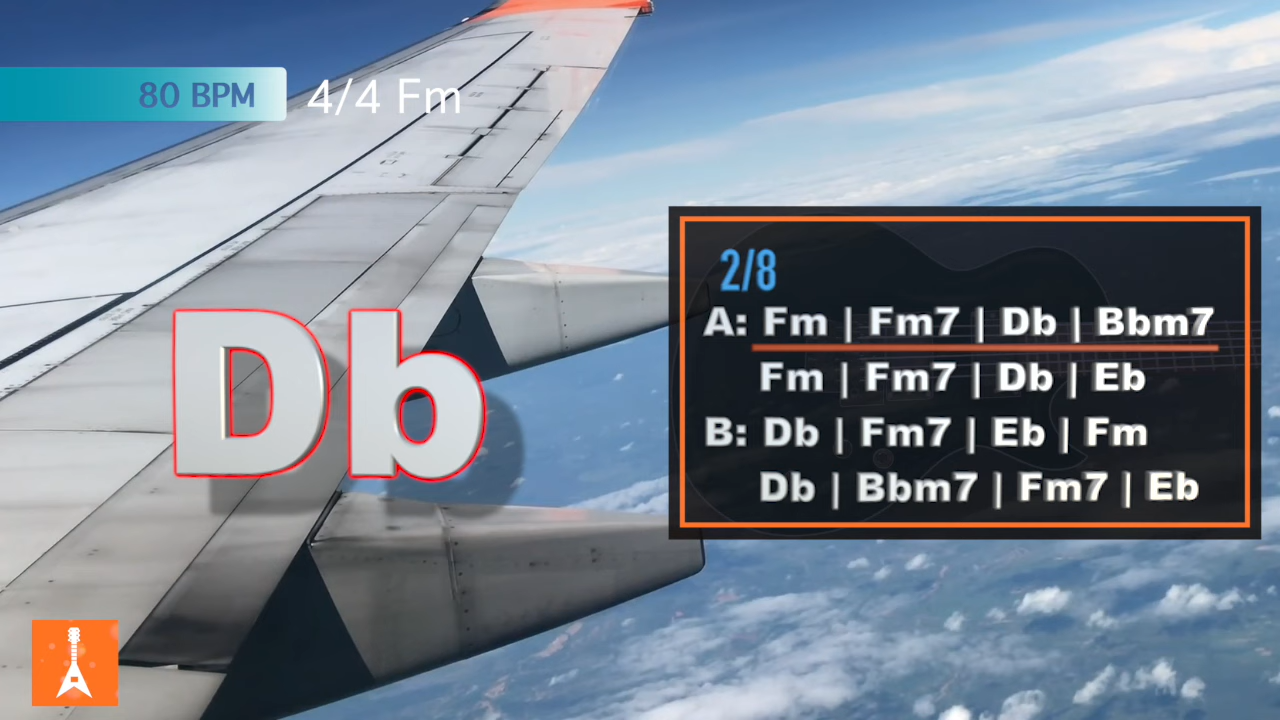 80 BPM 4/4 Fm
Db
2/8
A: Fm | Fm7 | Db | Bbm7
Fm | Fm7 | Db | Eb
B: Db | Fm7 | Eb | Fm
Db | Bbm7 | Fm7 | Eb